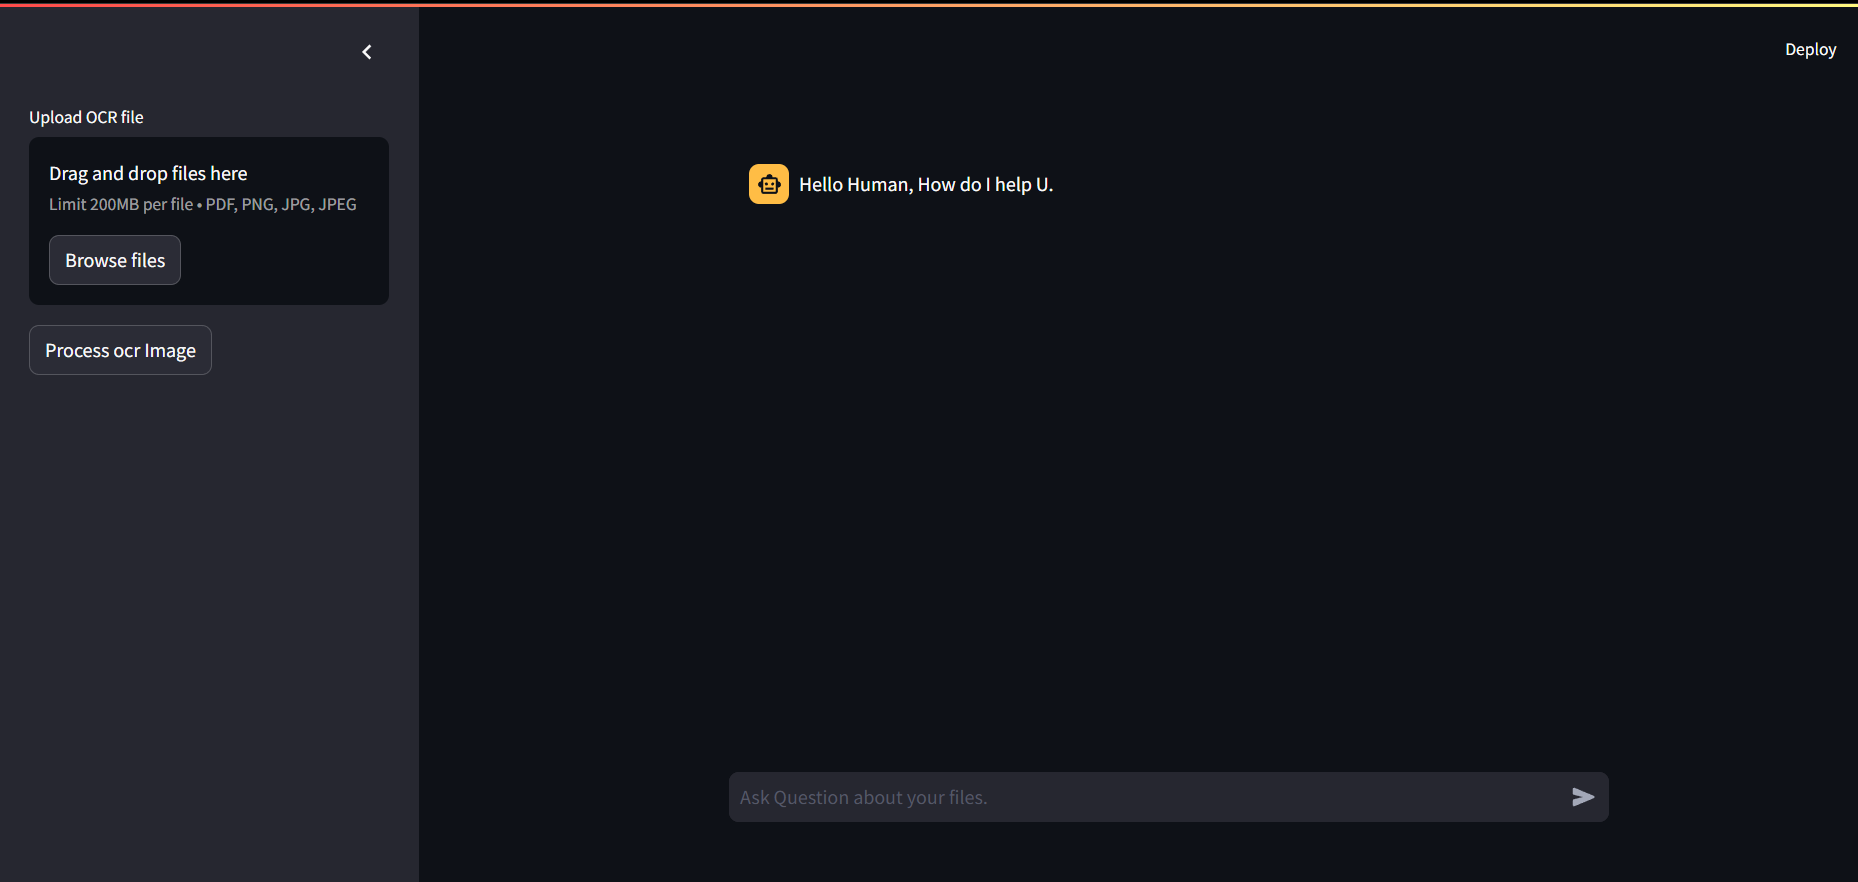 Deploy
Upload OCR file
Drag and drop files here
Limit 200MB per file • PDF, PNG, JPG, JPEG
Browse files
Process ocr Image
Hello Human, How do I help U.
Ask Question about your files.